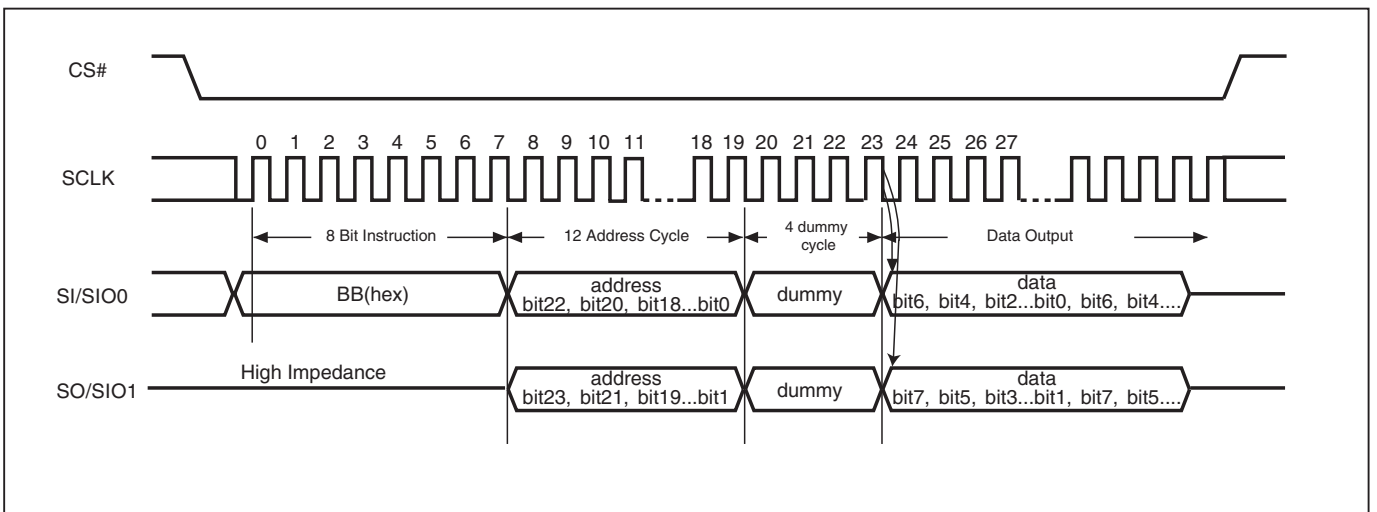 CS#
0 1 2 3 4 5 6 7 8 9 10 11 18 19 20 21 22 23 24 25 26 27
SCLK
8 Bit Instruction
12 Address Cycle
4 dummy
cycle
Data Output
SI/SIO0
BB(hex)
address
bit22, bit20, bit18...bit0
dummy
data
bit6, bit4, bit2...bit0, bit6, bit4....
High Impedance
SO/SIO1
address
bit23, bit21, bit19...bit1
dummy
data
bit7, bit5, bit3...bit1, bit7, bit5....